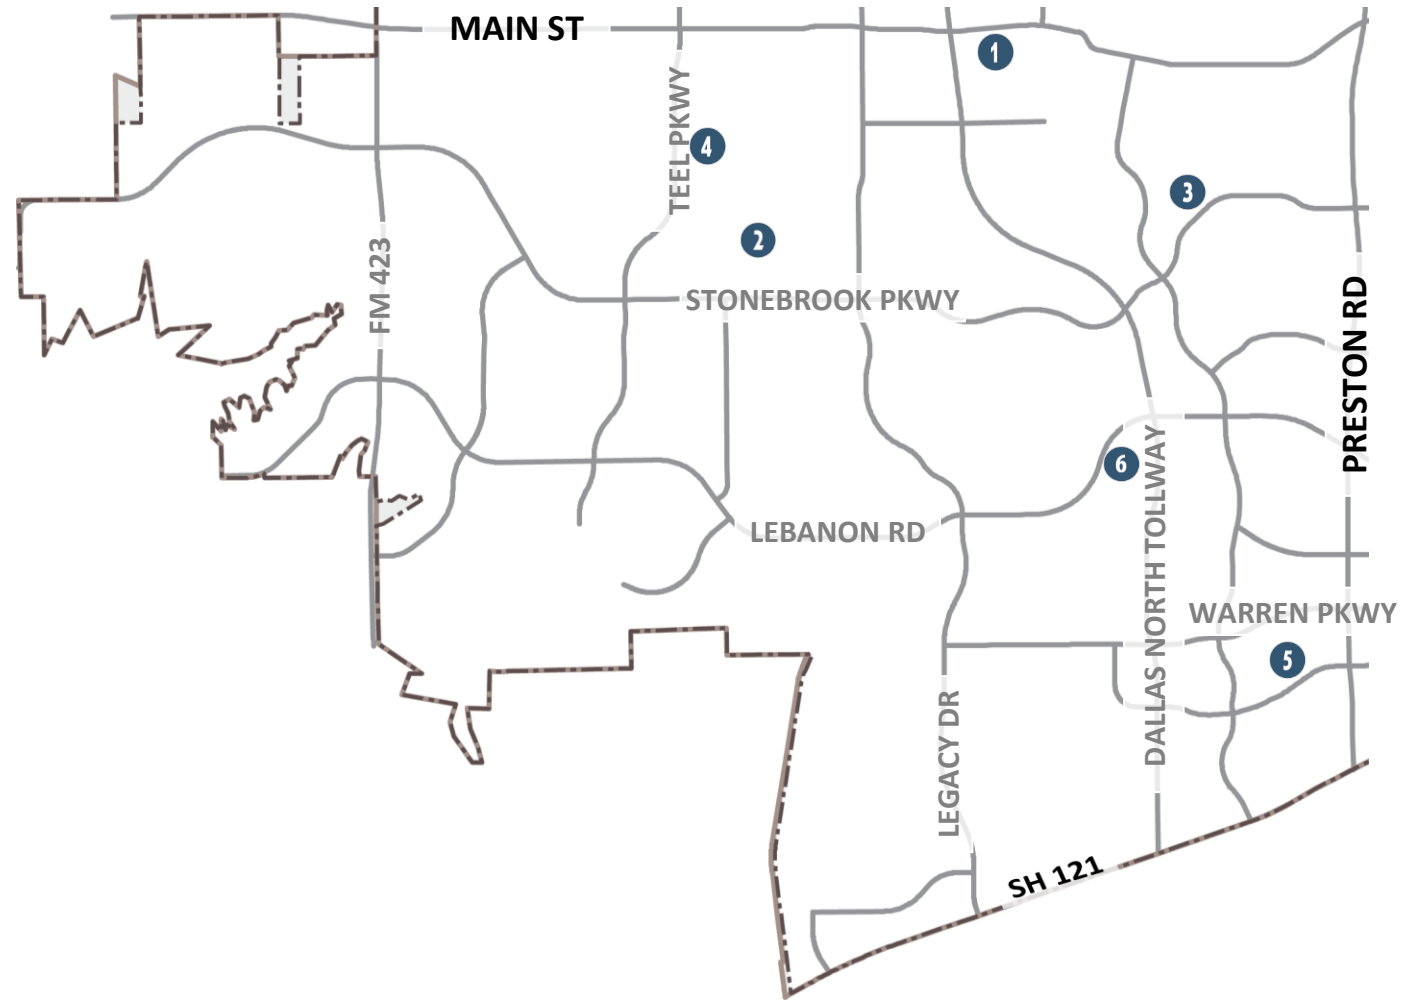 MAIN ST
1
TEEL PKWY
4
3
2
FM 423
STONEBROOK PKWY
PRESTON RD
6
LEBANON RD
DALLAS NORTH TOLLWAY
WARREN PKWY
5
LEGACY DR
SH 121